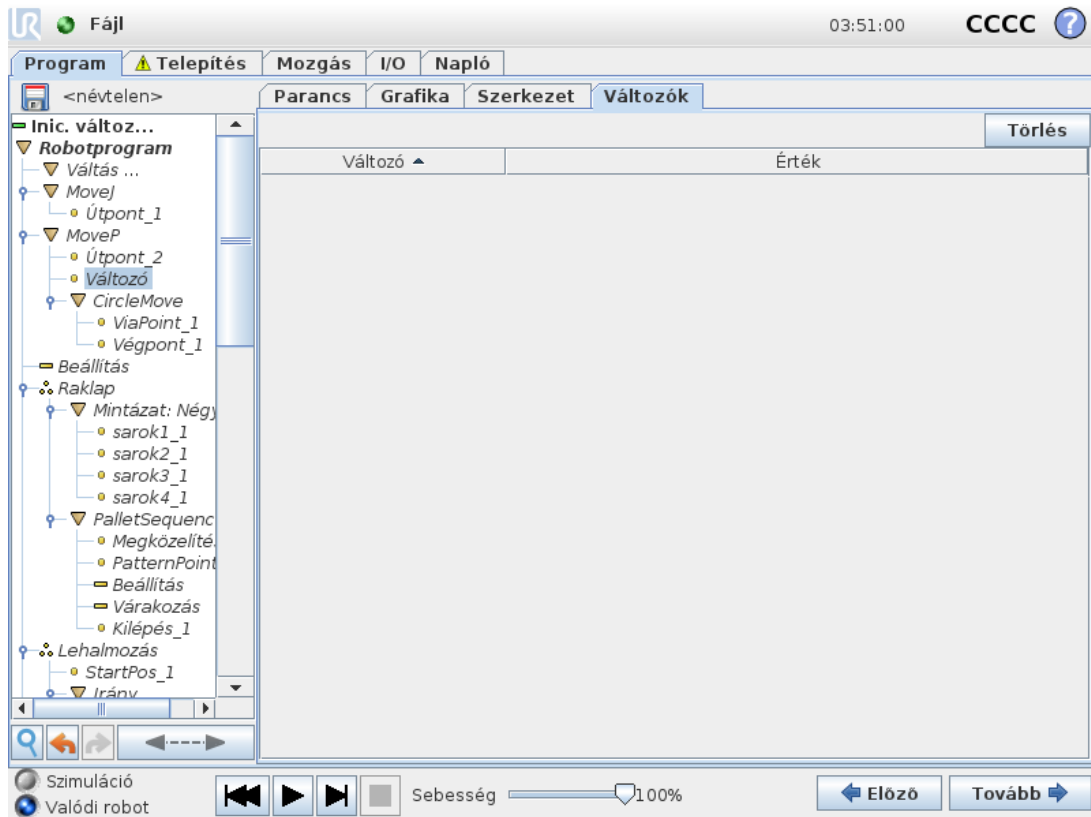 UR Fájl 03:51:00 CCCC ?
Program Telepítés Mozgás I/O Napló
<névtelen> Parancs Grafika Szerkezet Változók
Törlés
Változó Érték
Inic. változ...
Robotprogram
Váltás ...
MoveJ
Útpont_1
MoveP
Útpont_2
Változó
CircleMove
ViaPoint_1
Végpont_1
Beállítás
Raklap
Mintázat: Négy
sarok1_1
sarok2_1
sarok3_1
sarok4_1
PalletSequenc
Megközelíté
PatternPoint
Beállítás
Várakozás
Kilépés_1
Lehalmozás
StartPos_1
Irány
Szimuláció
Valódi robot
Sebesség 100% Előző Tovább